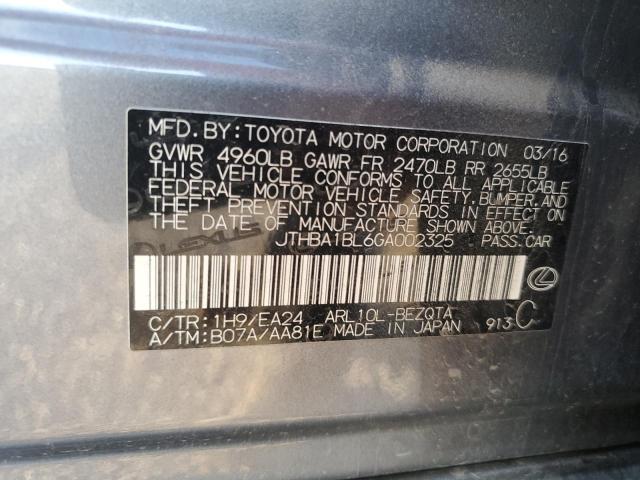 MFD. BY: TOYOTA MOTOR CORPORATION 03/16
GVWR 4960LB GAWR FR 2470LB RR 2655LB
THIS VEHICLE CONFORMS TO ALL APPLICABLE
FEDERAL MOTOR VEHICLE SAFETY, BUMPER, AND
THEFT PREVENTION STANDARDS IN EFFECT ON
THE DATE OF MANUFACTURE SHOWN ABOVE.
JTHBA1BL6GA002325 PASS.CAR
LEXUS
C/TR: 1H9/EA24 ARL10L-BEZQTA
A/TM: B07A/AA81E MADE IN JAPAN 913-C